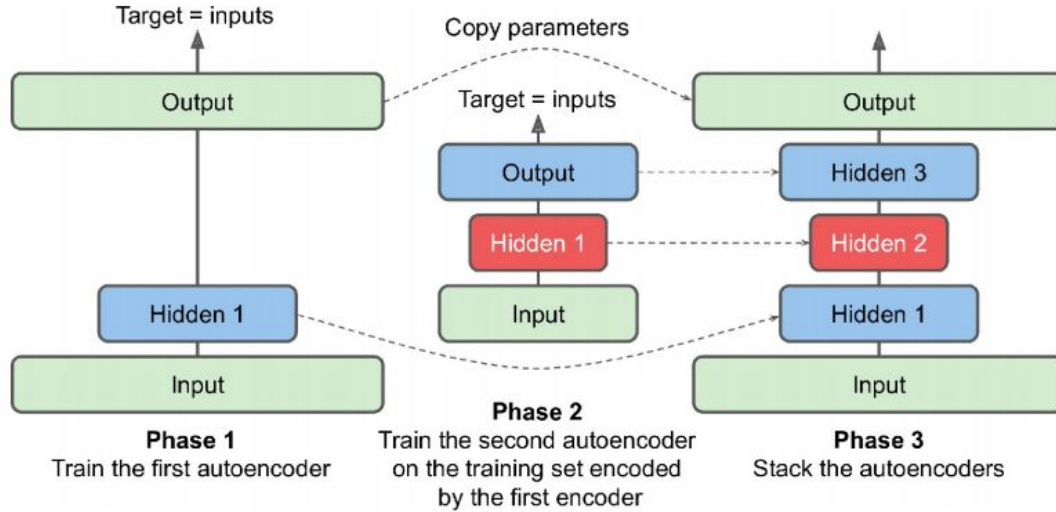 Target = inputs
Copy parameters
Output
Target = inputs
Output
Output
Hidden 3
Hidden 1
Hidden 2
Hidden 1
Input
Hidden 1
Input
Input
Phase 1
Train the first autoencoder
Phase 2
Train the second autoencoder
on the training set encoded
by the first encoder
Phase 3
Stack the autoencoders